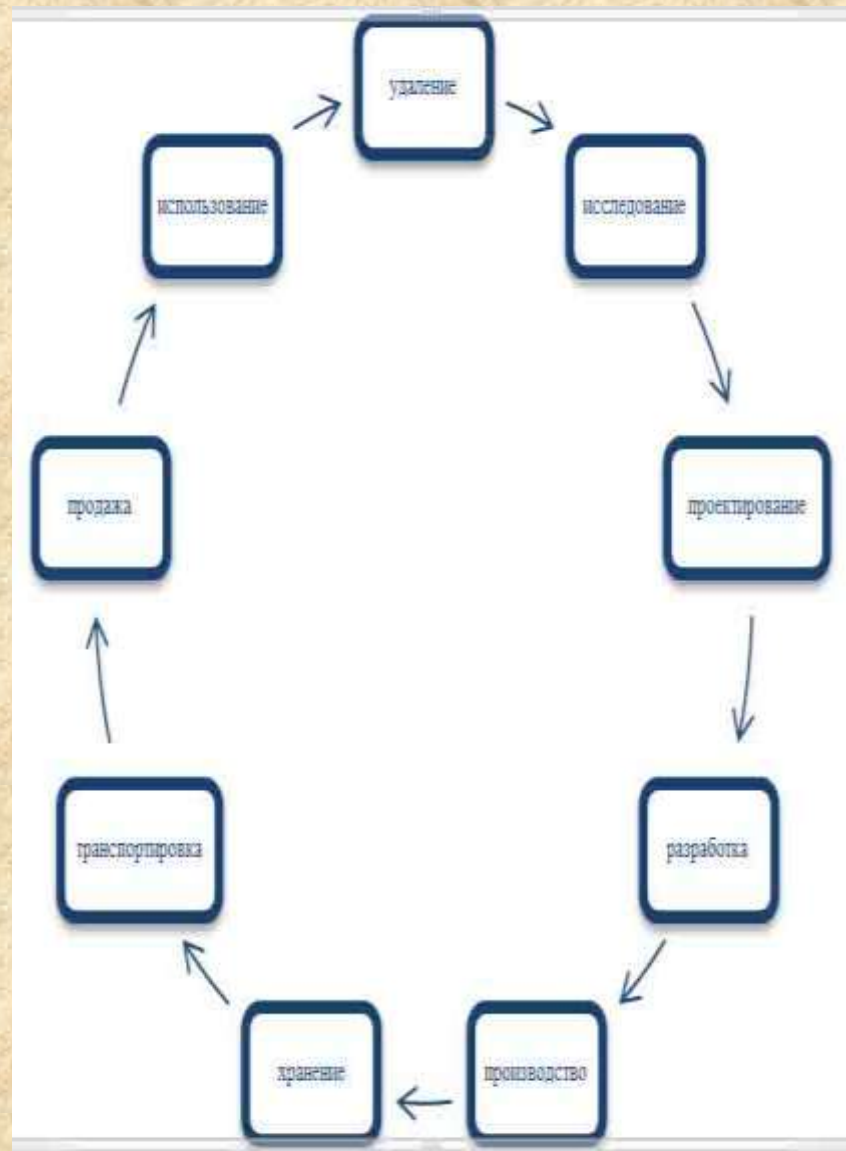 удаление
исследование
проектирование
разработка
производство
хранение
транспортировка
продажа
использование